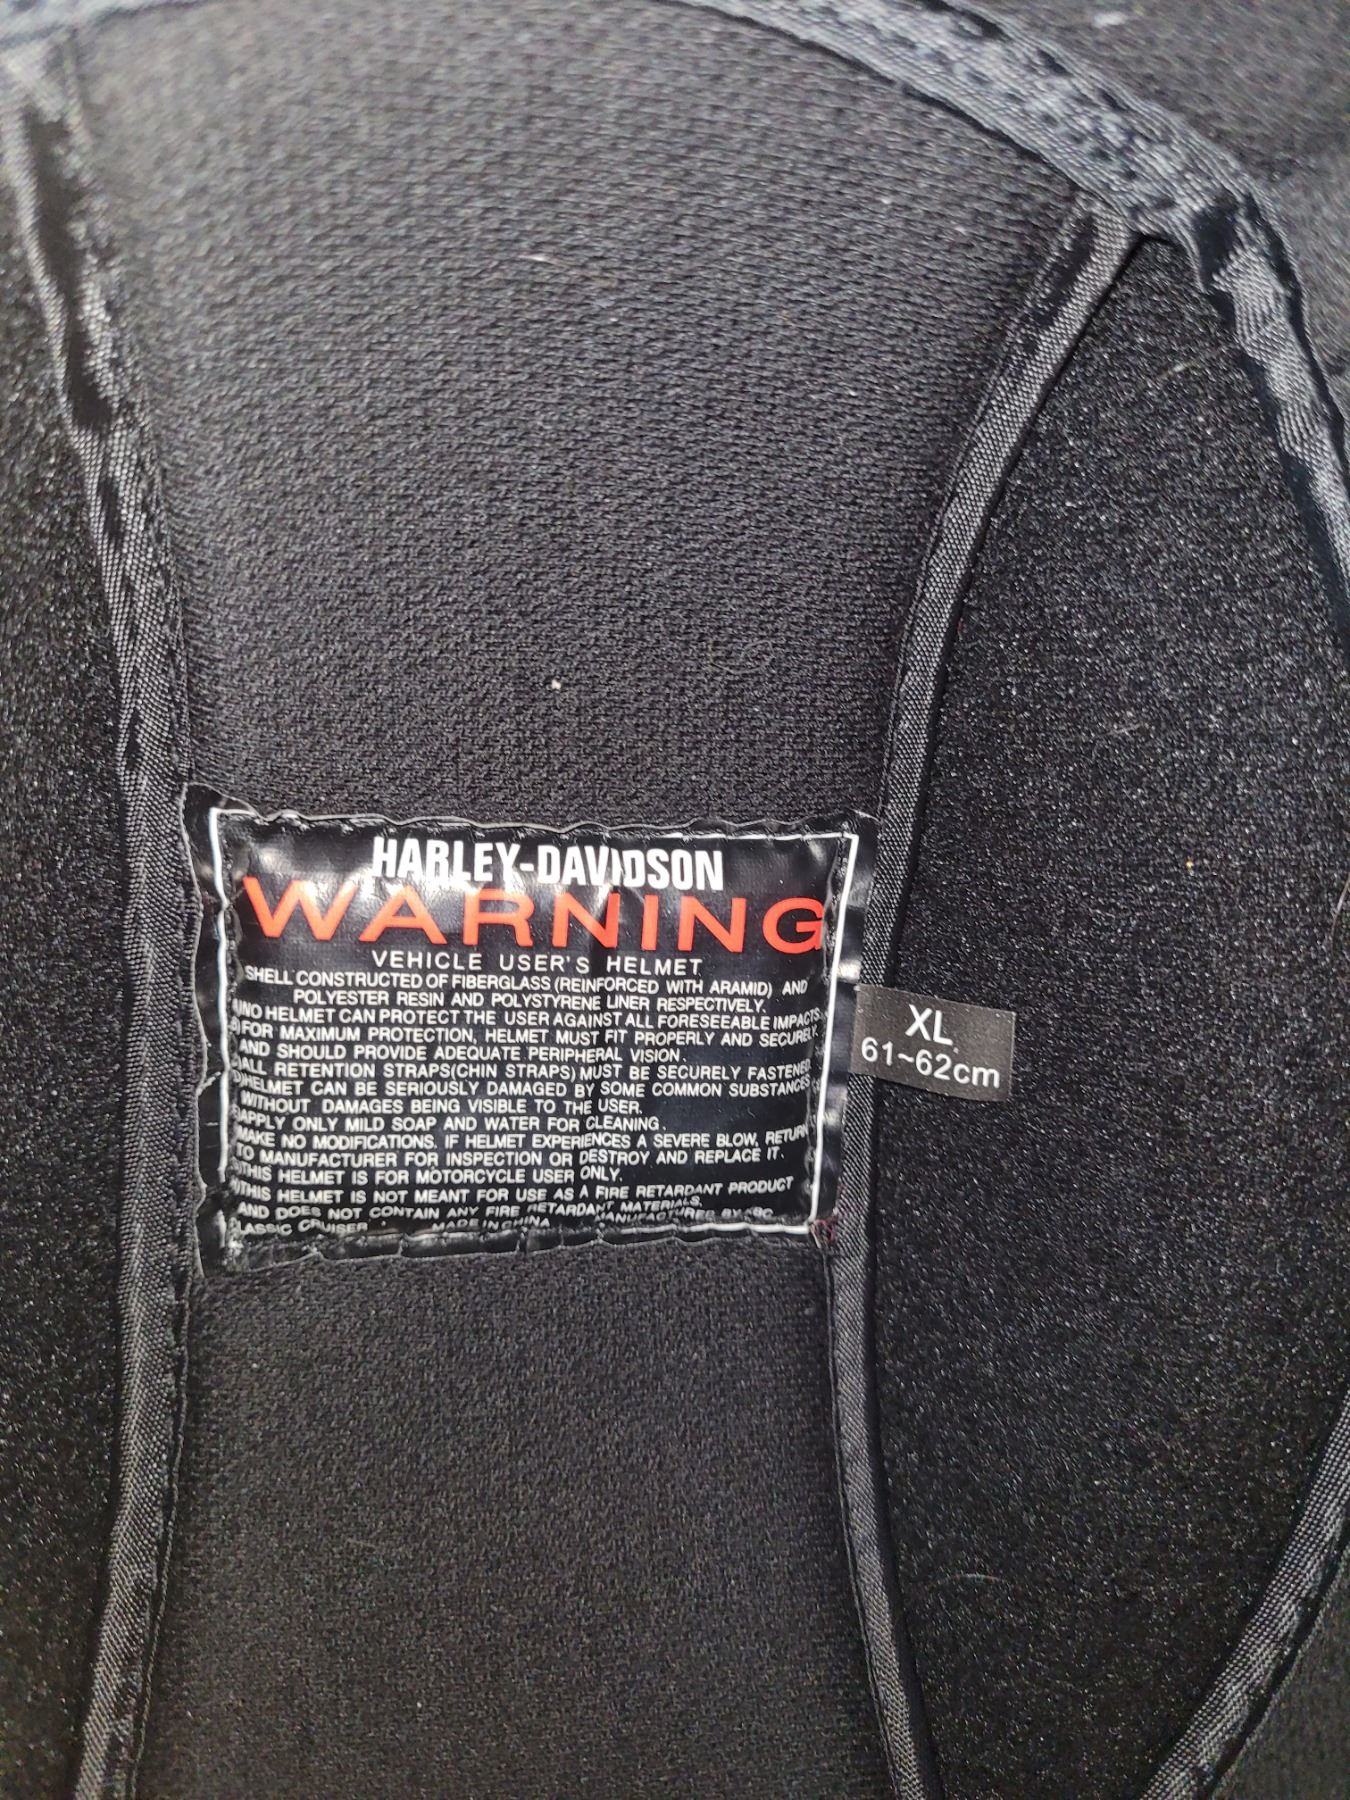 HARLEY-DAVIDSON
WARNING
VEHICLE USER'S HELMET
SHELL CONSTRUCTED OF FIBERGLASS (REINFORCED WITH ARAMID) AND
POLYESTER RESIN AND POLYSTYRENE LINER RESPECTIVELY.
NO HELMET CAN PROTECT THE USER AGAINST ALL FORESEEABLE IMPACTS
FOR MAXIMUM PROTECTION, HELMET MUST FIT PROPERLY AND SECURELY.
AND SHOULD PROVIDE ADEQUATE PERIPHERAL VISION.
ALL RETENTION STRAPS(CHIN STRAPS) MUST BE SECURELY FASTENED
HELMET CAN BE SERIOUSLY DAMAGED BY SOME COMMON SUBSTANCES
WITHOUT DAMAGES BEING VISIBLE TO THE USER.
APPLY ONLY MILD SOAP AND WATER FOR CLEANING.
MAKE NO MODIFICATIONS. IF HELMET EXPERIENCES A SEVERE BLOW, RETURN
TO MANUFACTURER FOR INSPECTION OR DESTROY AND REPLACE IT.
THIS HELMET IS FOR MOTORCYCLE USER ONLY.
THIS HELMET IS NOT MEANT FOR USE AS A FIRE RETARDANT PRODUCT
AND DOES NOT CONTAIN ANY FIRE RETARDANT MATERIALS.
CLASSIC CRUISER MADE IN CHINA MANUFACTURED BY
XL
61~62cm